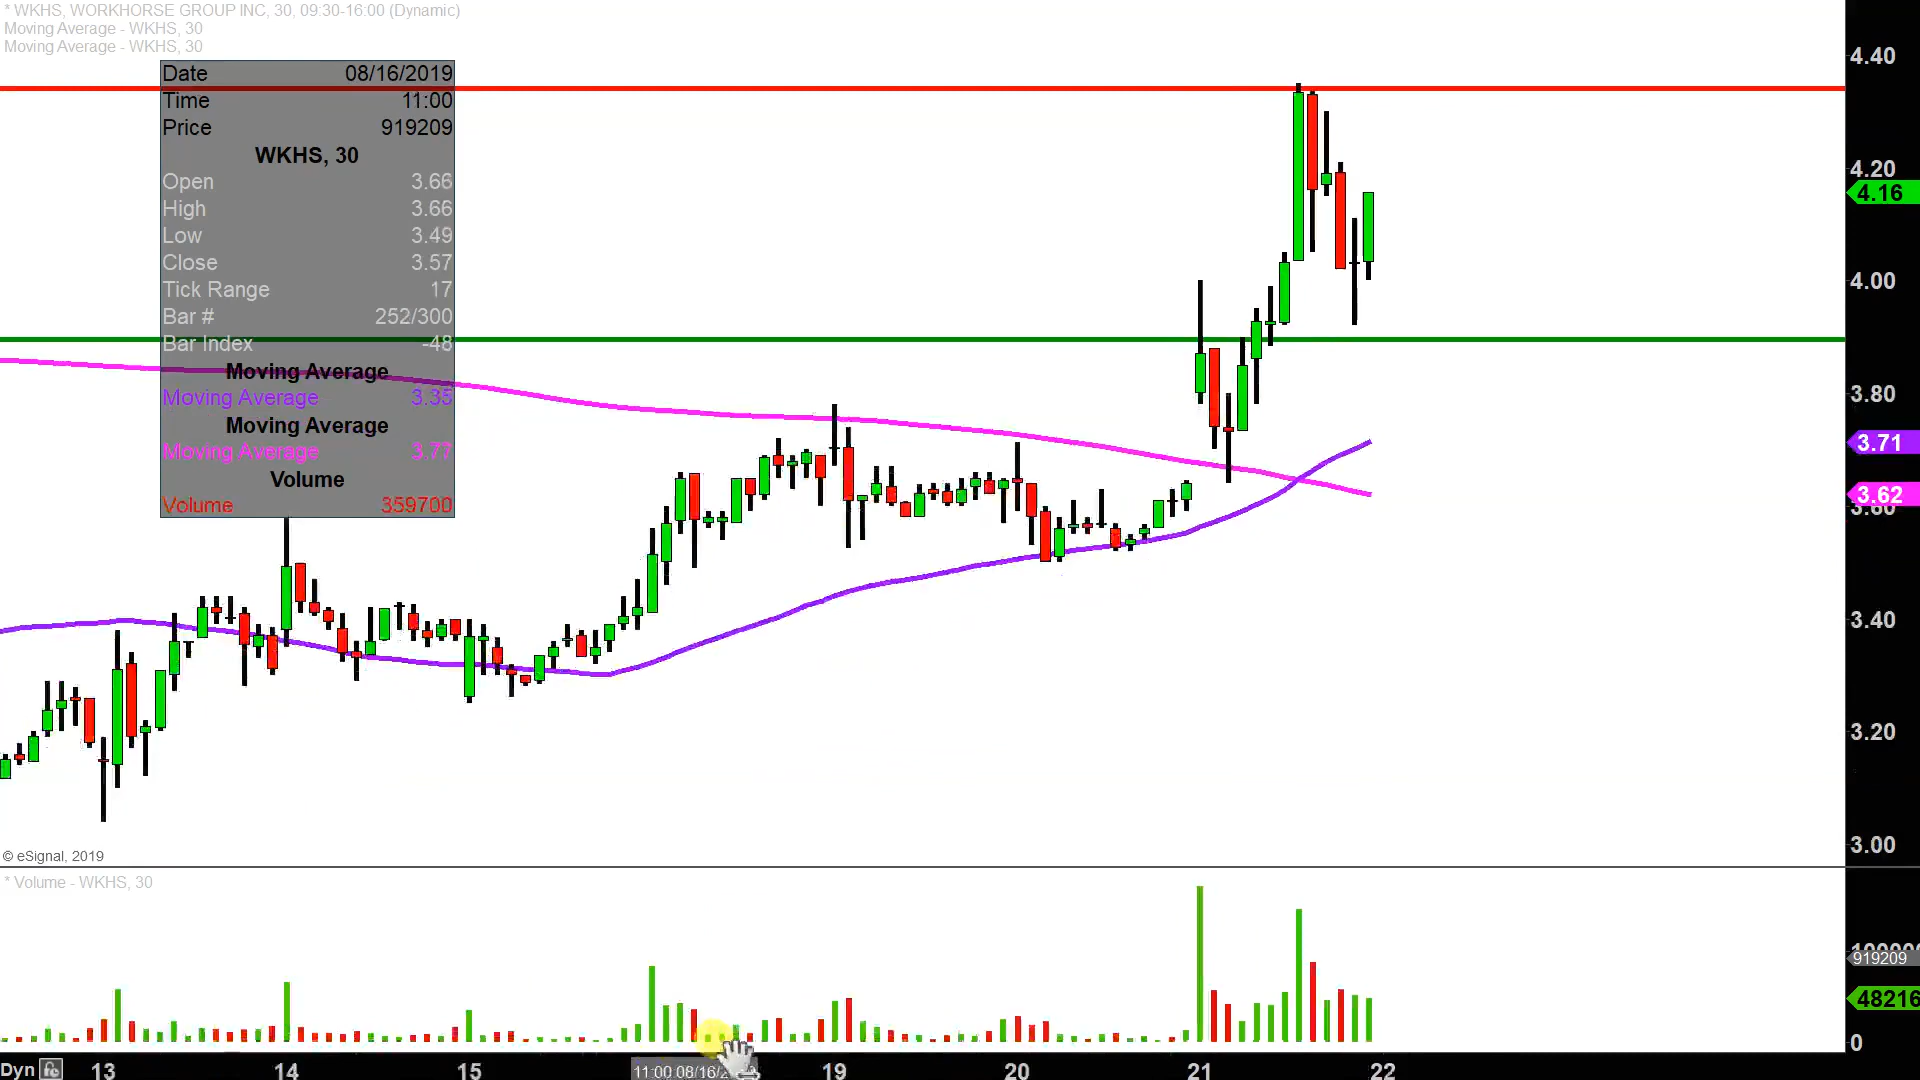 * WKHS, WORKHORSE GROUP INC, 30, 09:30-16:00 (Dynamic)
Moving Average - WKHS, 30
Moving Average - WKHS, 30
Date 08/16/2019
Time 11:00
Price 919209
WKHS, 30
Open 3.66
High 3.66
Low 3.49
Close 3.57
Tick Range 17
Bar # 252/300
Bar Index -48
Moving Average
Moving Average 3.35
Moving Average
Moving Average 3.77
Volume
Volume 359700
4.40
4.20
4.16
4.00
3.80
3.71
3.62
3.60
3.40
3.20
3.00
© eSignal, 2019
* Volume - WKHS, 30
919209
48216
0
Dyn 13 14 15 11:00 08/16/2 19 20 21 22